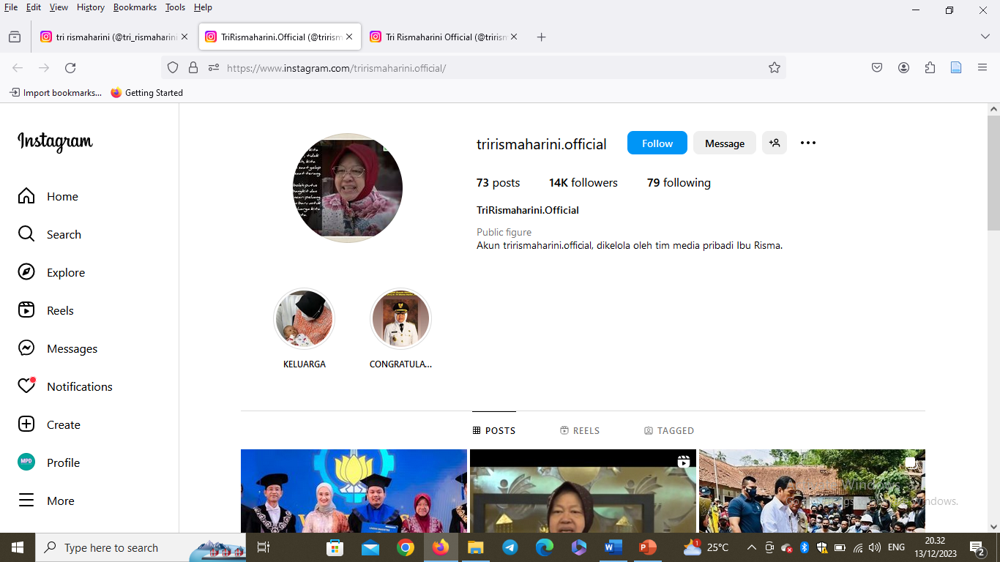 File Edit View History Bookmarks Tools Help
tri rismaharini (@tri_rismaharini
TriRismaharini.Official (@trirism
Tri Rismaharini Official (@trirism
https://www.instagram.com/trirismaharini.official/
Import bookmarks...
Getting Started
Instagram
Home
Search
Explore
Reels
Messages
Notifications
Create
MPD
Profile
More
trirismaharini.official
Follow
Message
73 posts
14K followers
79 following
TriRismaharini.Official
Public figure
Akun trirismaharini.official, dikelola oleh tim media pribadi Ibu Risma.
KELUARGA
CONGRATULA...
POSTS
REELS
TAGGED
Windows
Type here to search
25°C
ENG
20.32
13/12/2023
1
2